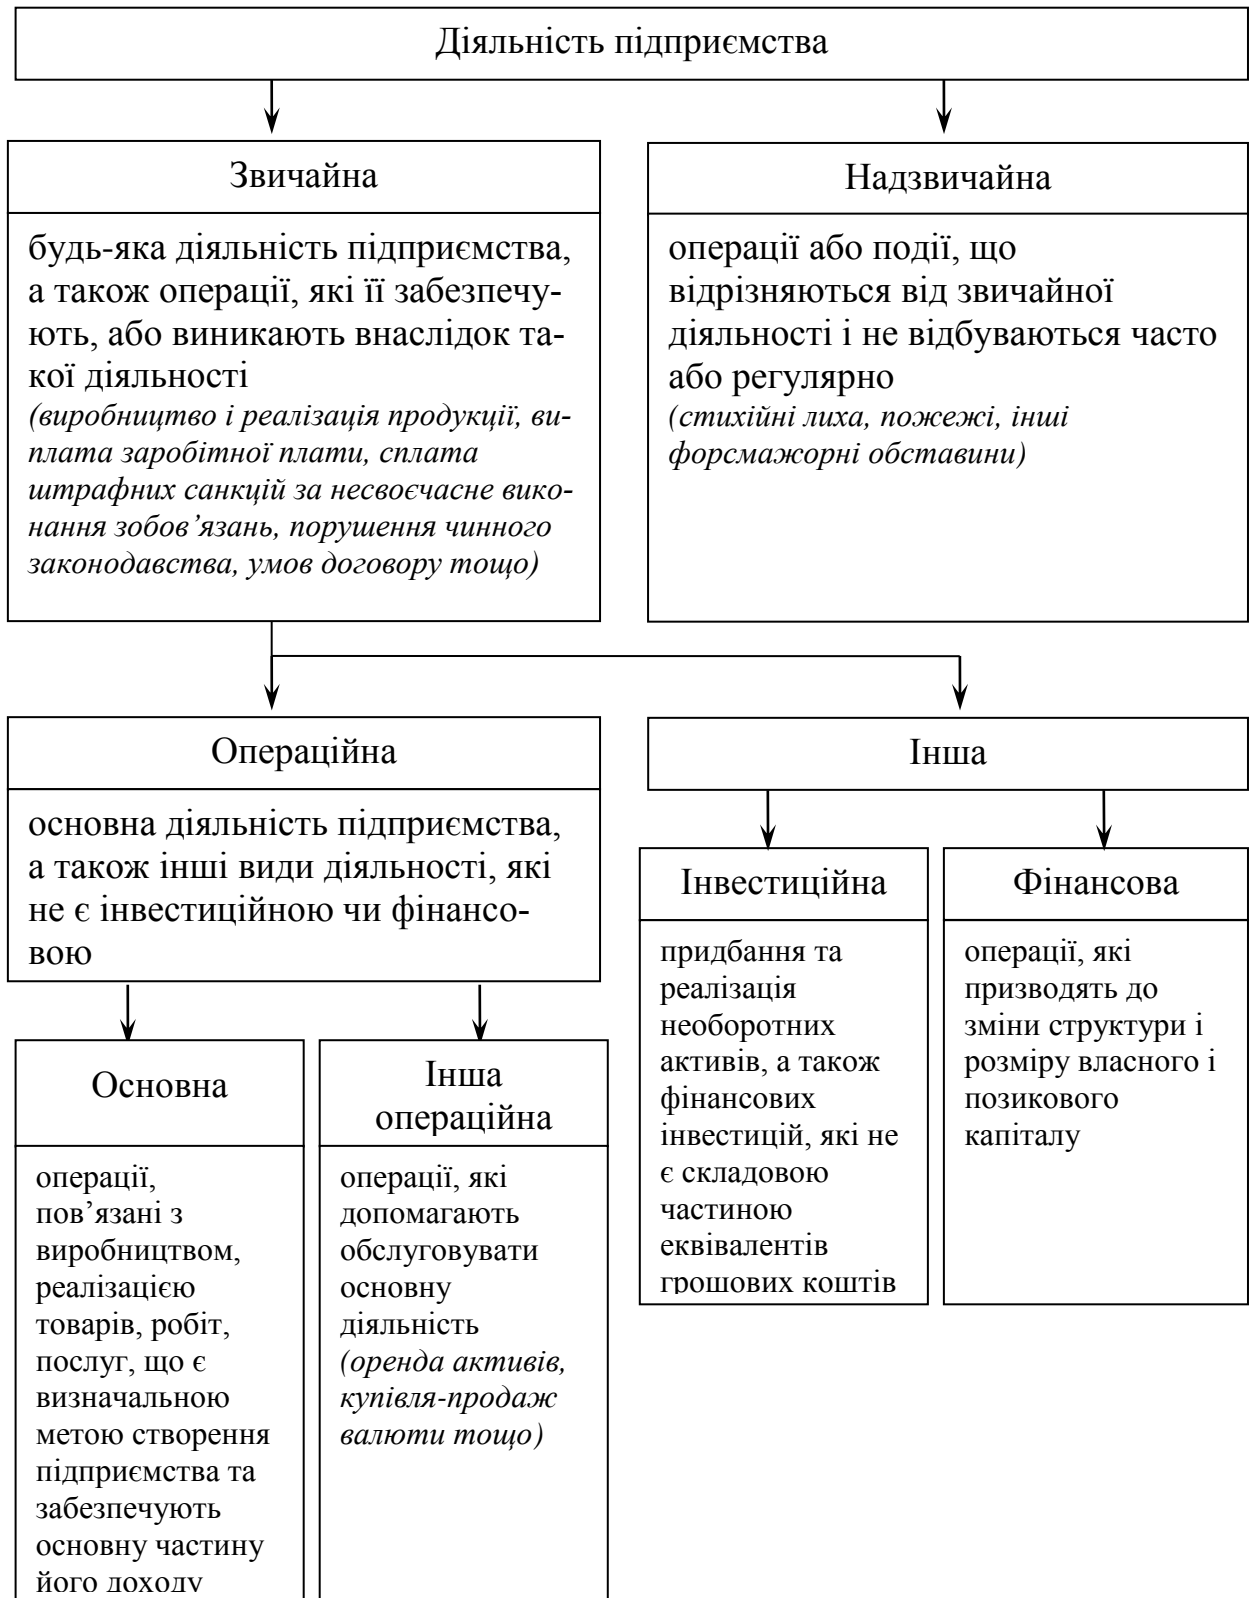 Діяльність підприємства
Звичайна
будь-яка діяльність підприємства,
а також операції, які її забезпечу-
ють, або виникають внаслідок та-
кої діяльності
(виробництво і реалізація продукції, ви-
плата заробітної плати, сплата
штрафних санкцій за несвоєчасне вико-
нання зобов’язань, порушення чинного
законодавства, умов договору тощо)
Надзвичайна
операції або події, що
відрізняються від звичайної
діяльності і не відбуваються часто
або регулярно
(стихійні лиха, пожежі, інші
форсмажорні обставини)
Операційна
основна діяльність підприємства,
а також інші види діяльності, які
не є інвестиційною чи фінансо-
вою
Інша
Інвестиційна
придбання та
реалізація
необоротних
активів, а також
фінансових
інвестицій, які не
є складовою
частиною
еквівалентів
грошових коштів
Фінансова
операції, які
призводять до
зміни структури і
розміру власного і
позикового
капіталу
Основна
операції,
пов’язані з
виробництвом,
реалізацією
товарів, робіт,
послуг, що є
визначальною
метою створення
підприємства та
забезпечують
основну частину
його доходу
Інша
операційна
операції, які
допомагають
обслуговувати
основну
діяльність
(оренда активів,
купівля-продаж
валюти тощо)